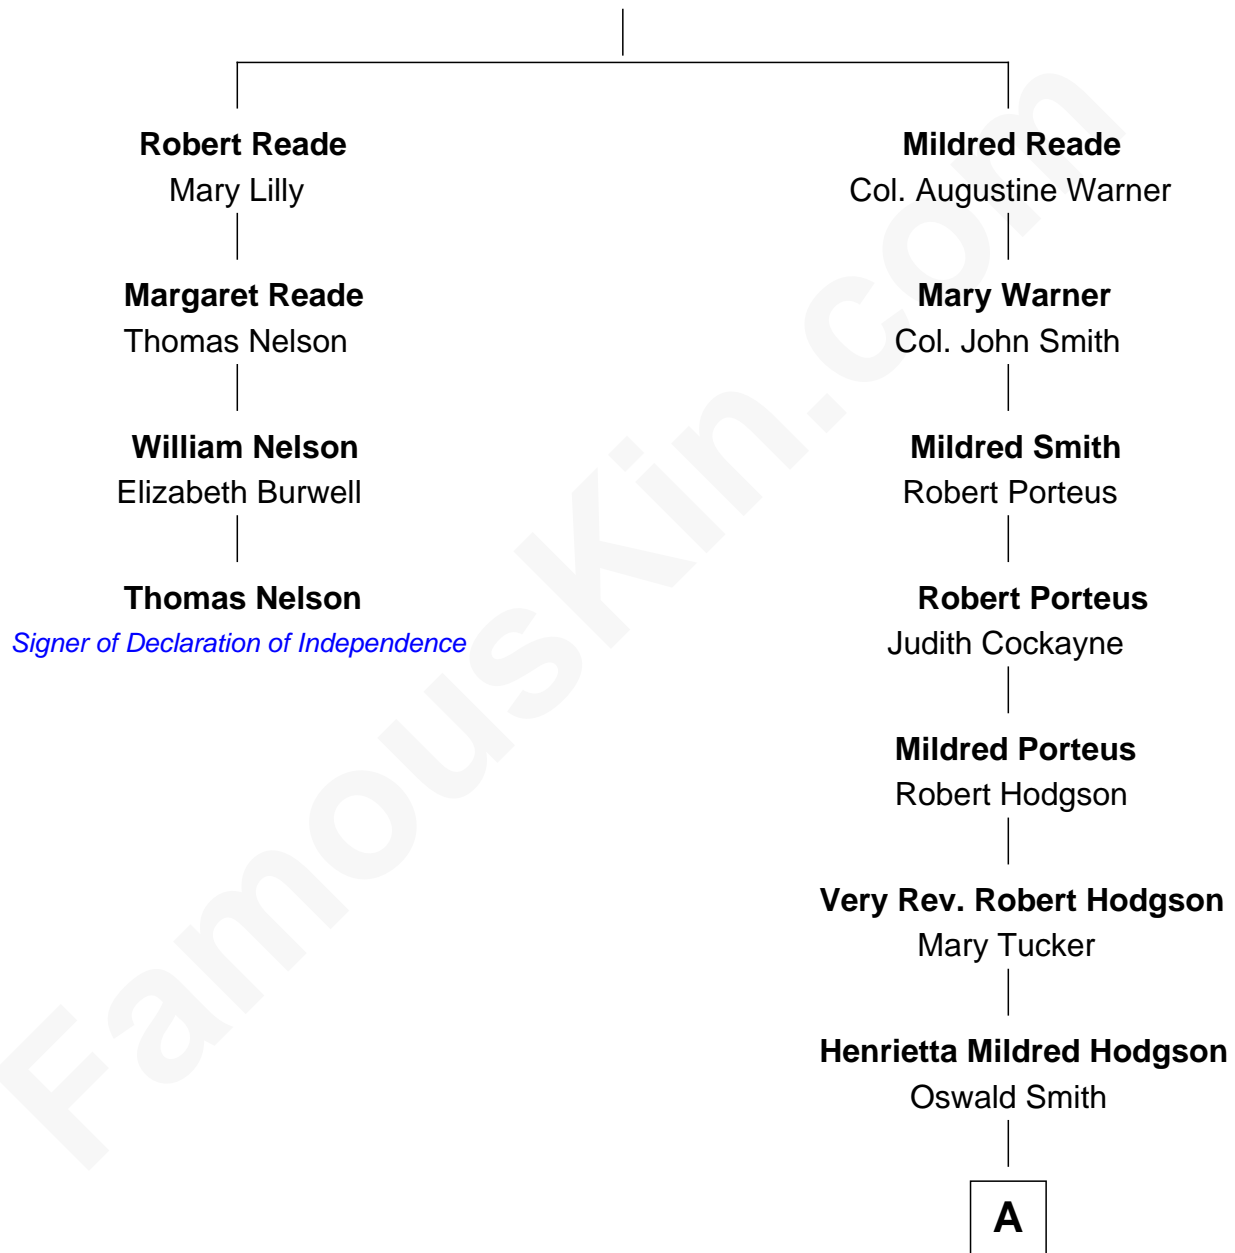 Robert Reade
Mary Lilly
Margaret Reade
Thomas Nelson
William Nelson
Elizabeth Burwell
Thomas Nelson
Signer of Declaration of Independence
Mildred Reade
Col. Augustine Warner
Mary Warner
Col. John Smith
Mildred Smith
Robert Porteus
Robert Porteus
Judith Cockayne
Mildred Porteus
Robert Hodgson
Very Rev. Robert Hodgson
Mary Tucker
Henrietta Mildred Hodgson
Oswald Smith
A
FamousKin.com